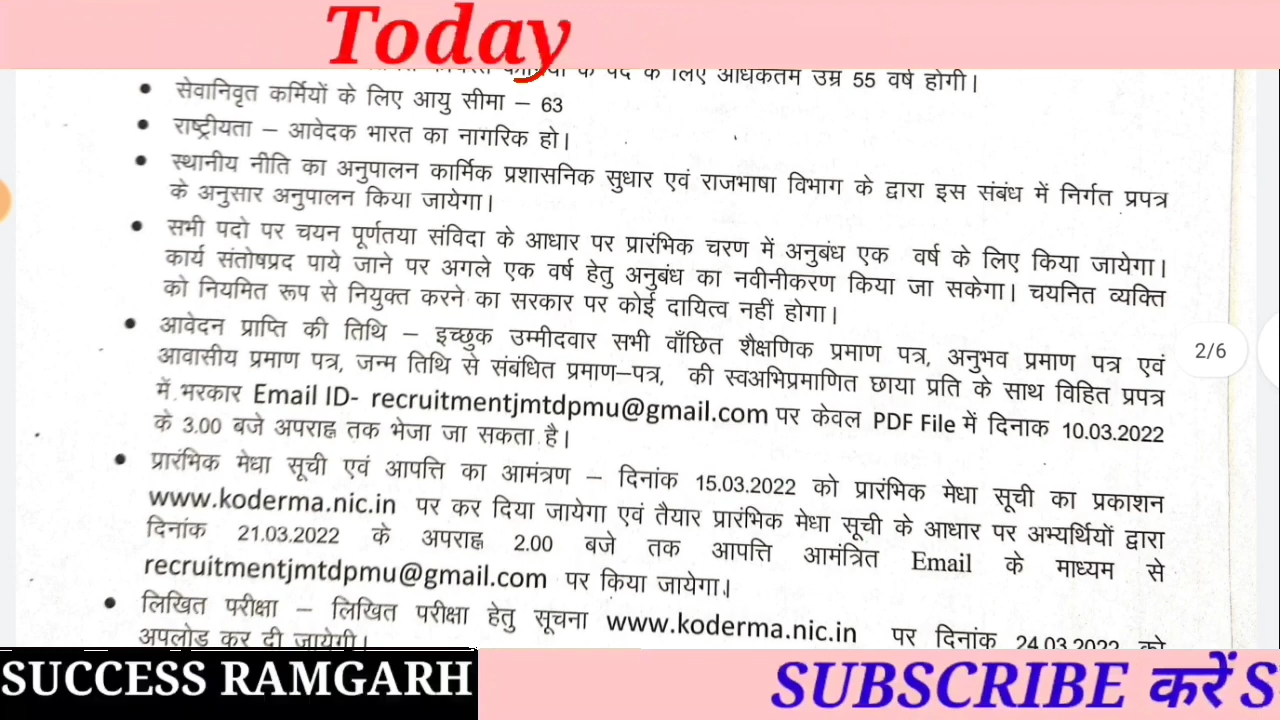 Today
के पद के लिए अधिकतम उम्र 55 वर्ष होगी।
• सेवानिवृत कर्मियों के लिए आयु सीमा – 63
• राष्ट्रीयता – आवेदक भारत का नागरिक हो।
• स्थानीय नीति का अनुपालन कार्मिक प्रशासनिक सुधार एवं राजभाषा विभाग के द्वारा इस संबंध में निर्गत प्रपत्र
के अनुसार अनुपालन किया जायेगा।
• सभी पदो पर चयन पूर्णतया संविदा के आधार पर प्रारंभिक चरण में अनुबंध एक वर्ष के लिए किया जायेगा।
कार्य संतोषप्रद पाये जाने पर अगले एक वर्ष हेतु अनुबंध का नवीनीकरण किया जा सकेगा। चयनित व्यक्ति
को नियमित रूप से नियुक्त करने का सरकार पर कोई दायित्व नहीं होगा।
• आवेदन प्राप्ति की तिथि – इच्छुक उम्मीदवार सभी वाँछित शैक्षणिक प्रमाण पत्र, अनुभव प्रमाण पत्र एवं
आवासीय प्रमाण पत्र, जन्म तिथि से संबंधित प्रमाण–पत्र, की स्वअभिप्रमाणित छाया प्रति के साथ विहित प्रपत्र
में भरकार Email ID- recruitmentjmtdpmu@gmail.com पर केवल PDF File में दिनाक 10.03.2022
के 3.00 बजे अपराह्न तक भेजा जा सकता है।
• प्रारंभिक मेधा सूची एवं आपत्ति का आमंत्रण – दिनांक 15.03.2022 को प्रारंभिक मेधा सूची का प्रकाशन
www.koderma.nic.in पर कर दिया जायेगा एवं तैयार प्रारंभिक मेधा सूची के आधार पर अभ्यर्थियों द्वारा
दिनांक 21.03.2022 के अपराह्न 2.00 बजे तक आपत्ति आमंत्रित Email के माध्यम से
recruitmentjmtdpmu@gmail.com पर किया जायेगा।
• लिखित परीक्षा – लिखित परीक्षा हेतु सूचना www.koderma.nic.in पर दिनांक 24.03.2022 को
अपलोड कर दी जायेगी।
2/6
SUCCESS RAMGARH
SUBSCRIBE करें S